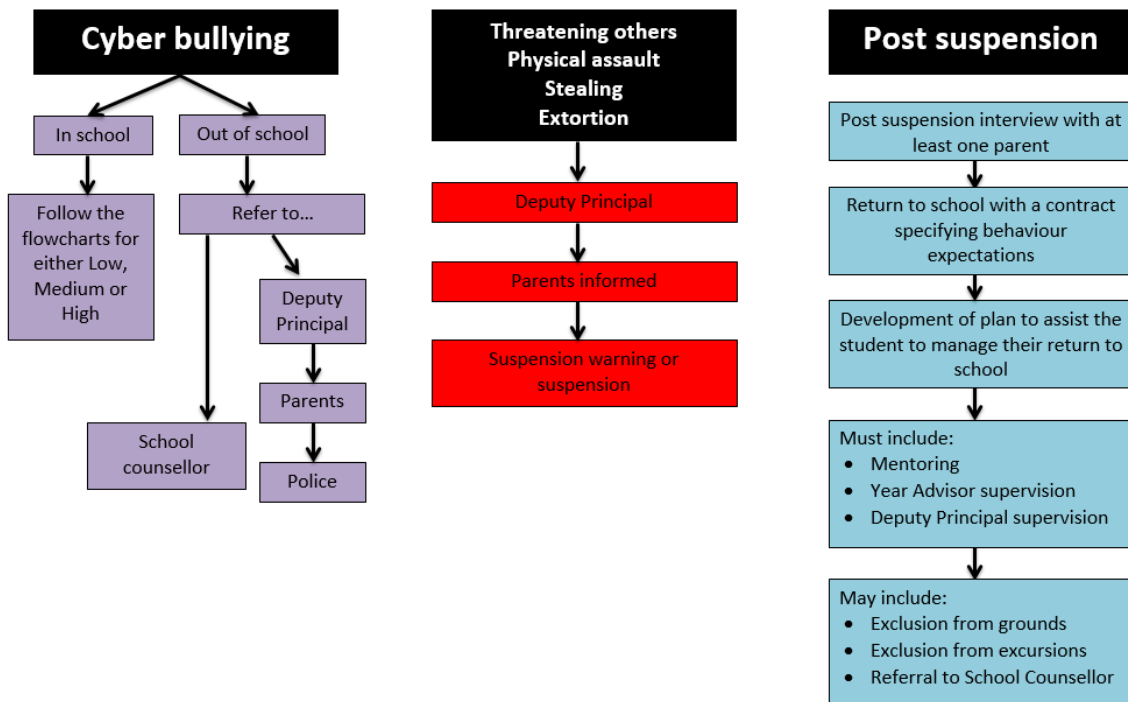 Cyber bullying
In school
Out of school
Follow the
flowcharts for
either Low,
Medium or
High
Refer to...
Deputy
Principal
Parents
Police
School
counsellor
Threatening others
Physical assault
Stealing
Extortion
Deputy Principal
Parents informed
Suspension warning or
suspension
Post suspension
Post suspension interview with at
least one parent
Return to school with a contract
specifying behaviour
expectations
Development of plan to assist the
student to manage their return to
school
Must include:
• Mentoring
• Year Advisor supervision
• Deputy Principal supervision
May include:
• Exclusion from grounds
• Exclusion from excursions
• Referral to School Counsellor